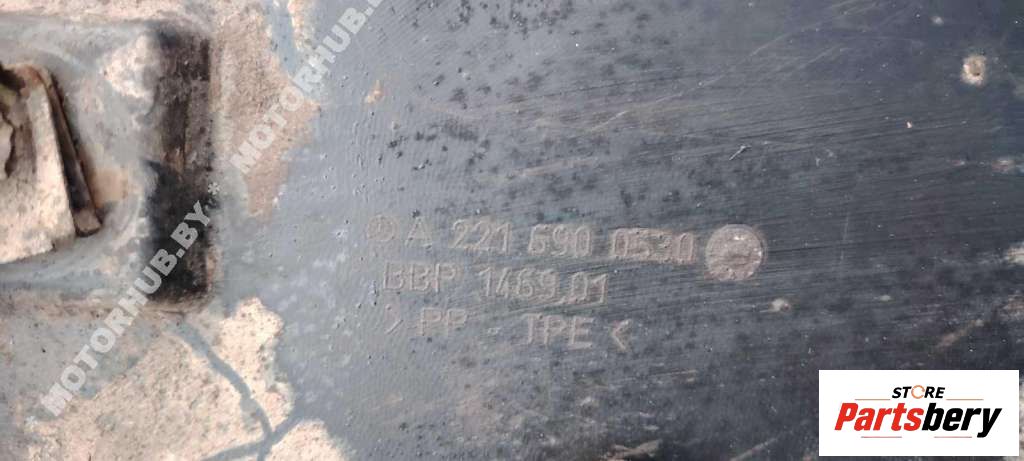 MOTORHUB.BY * MOTORHUB.BY
A 221 690 0530
BBP 1469 01
>PP - TPE<
STORE
Partsbery